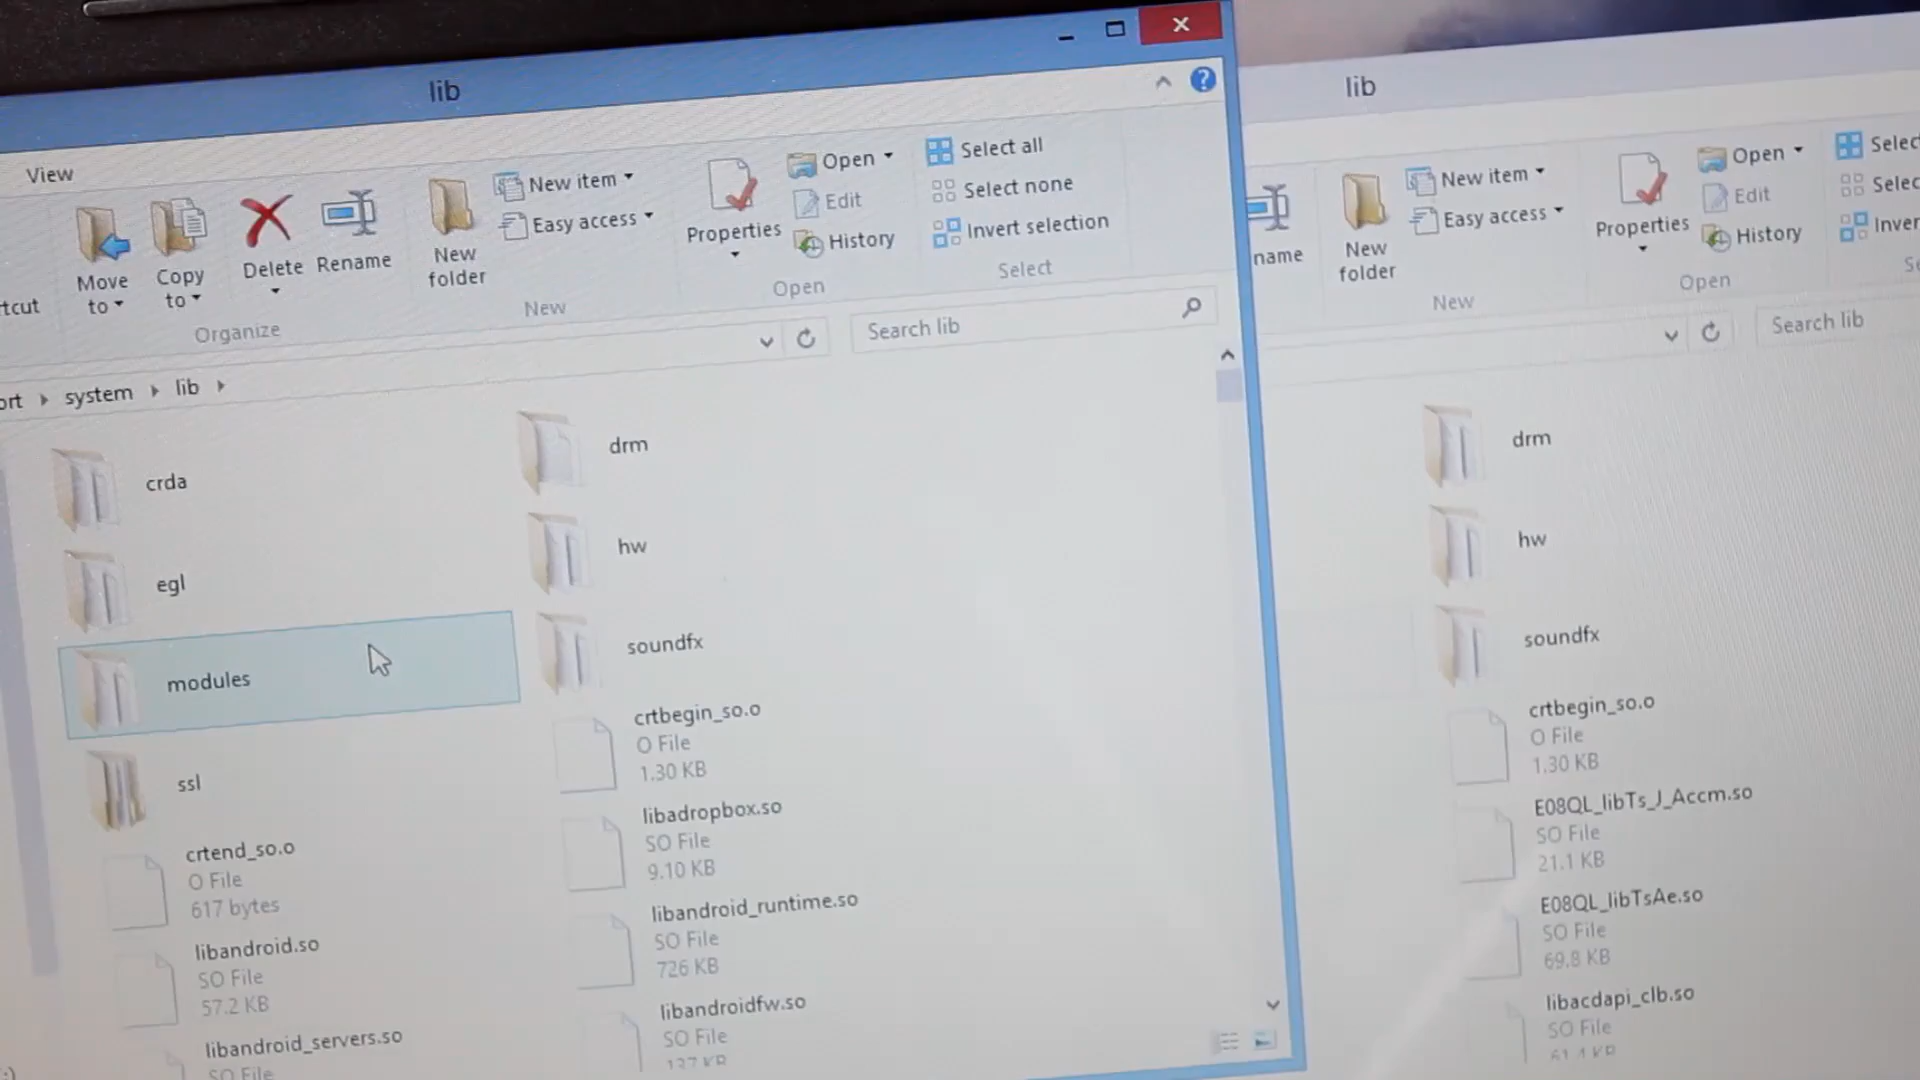 lib
View
Move to
Copy to
Delete
Rename
Organize
New folder
New item
Easy access
New
Properties
Open
Edit
History
Open
Select all
Select none
Invert selection
Select
Search lib
system
lib
crda
drm
egl
hw
modules
soundfx
ssl
crtbegin_so.o
O File
1.30 KB
crtend_so.o
O File
617 bytes
libadropbox.so
SO File
9.10 KB
libandroid.so
SO File
57.2 KB
libandroid_runtime.so
SO File
726 KB
libandroid_servers.so
SO File
libandroidfw.so
SO File
lib
name
New folder
New item
Easy access
New
Properties
Open
Edit
History
Open
Search lib
drm
hw
soundfx
crtbegin_so.o
O File
1.30 KB
E08QL_libTs_J_Accm.so
SO File
21.1 KB
E08QL_libTsAe.so
SO File
69.8 KB
libacdapi_clb.so
SO File